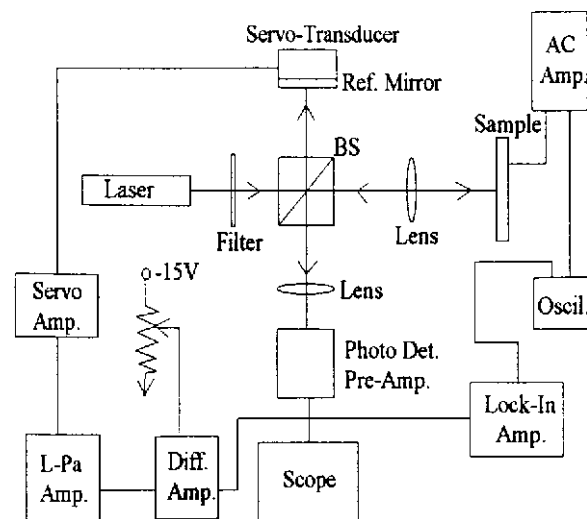 Servo-Transducer
AC
Amp.
Ref. Mirror
Sample
BS
Laser
Filter
Lens
-15V
Lens
Servo
Amp.
Oscil.
Photo Det.
Pre-Amp.
Lock-In
Amp.
L-Pa
Amp.
Diff.
Amp.
Scope